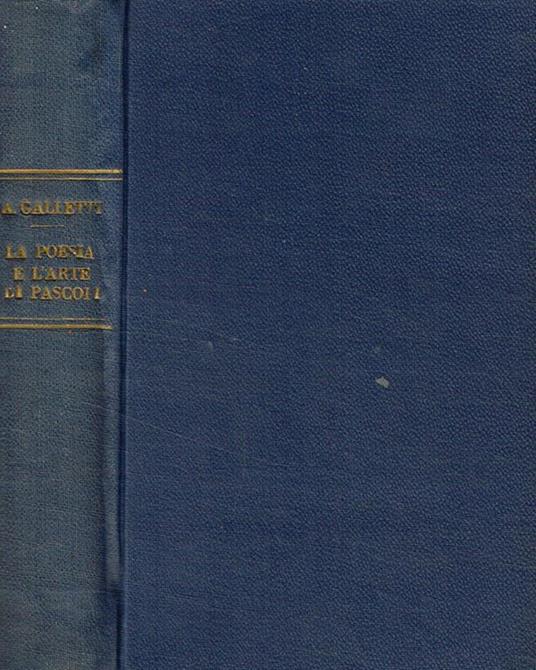 A. GALLETTI
LA POESIA
E L'ARTE
DI PASCOLI